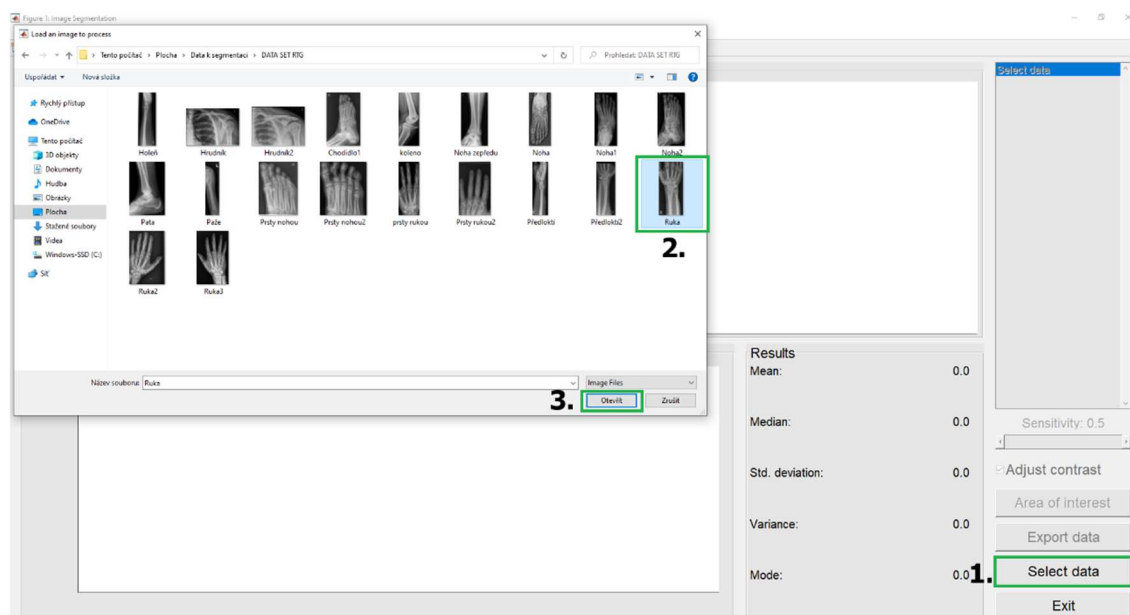 Figure 1: Image Segmentation
Load an image to process
Tento počítač > Plocha > Data k segmentaci > DATA SET RTG
Prohledat: DATA SET RTG
Uspořádat
Nová složka
Rychlý přístup
OneDrive
Tento počítač
3D objekty
Dokumenty
Hudba
Obrázky
Plocha
Stažené soubory
Videa
Windows-SSD (C:)
Síť
Holeň
Hrudník
Hrudník2
Chodidlo1
koleno
Noha zepředu
Noha
Noha1
Noha2
Pata
Paže
Prsty nohou
Prsty nohou2
prsty rukou
Prsty rukou2
Předloktí
Předloktí2
Ruka
2.
Ruka2
Ruka3
Název souboru: Ruka
Image Files
3.
Otevřít
Zrušit
Select data
Results
Mean: 0.0
Median: 0.0
Std. deviation: 0.0
Variance: 0.0
Mode: 0.0
Sensitivity: 0.5
Adjust contrast
Area of interest
Export data
1.
Select data
Exit